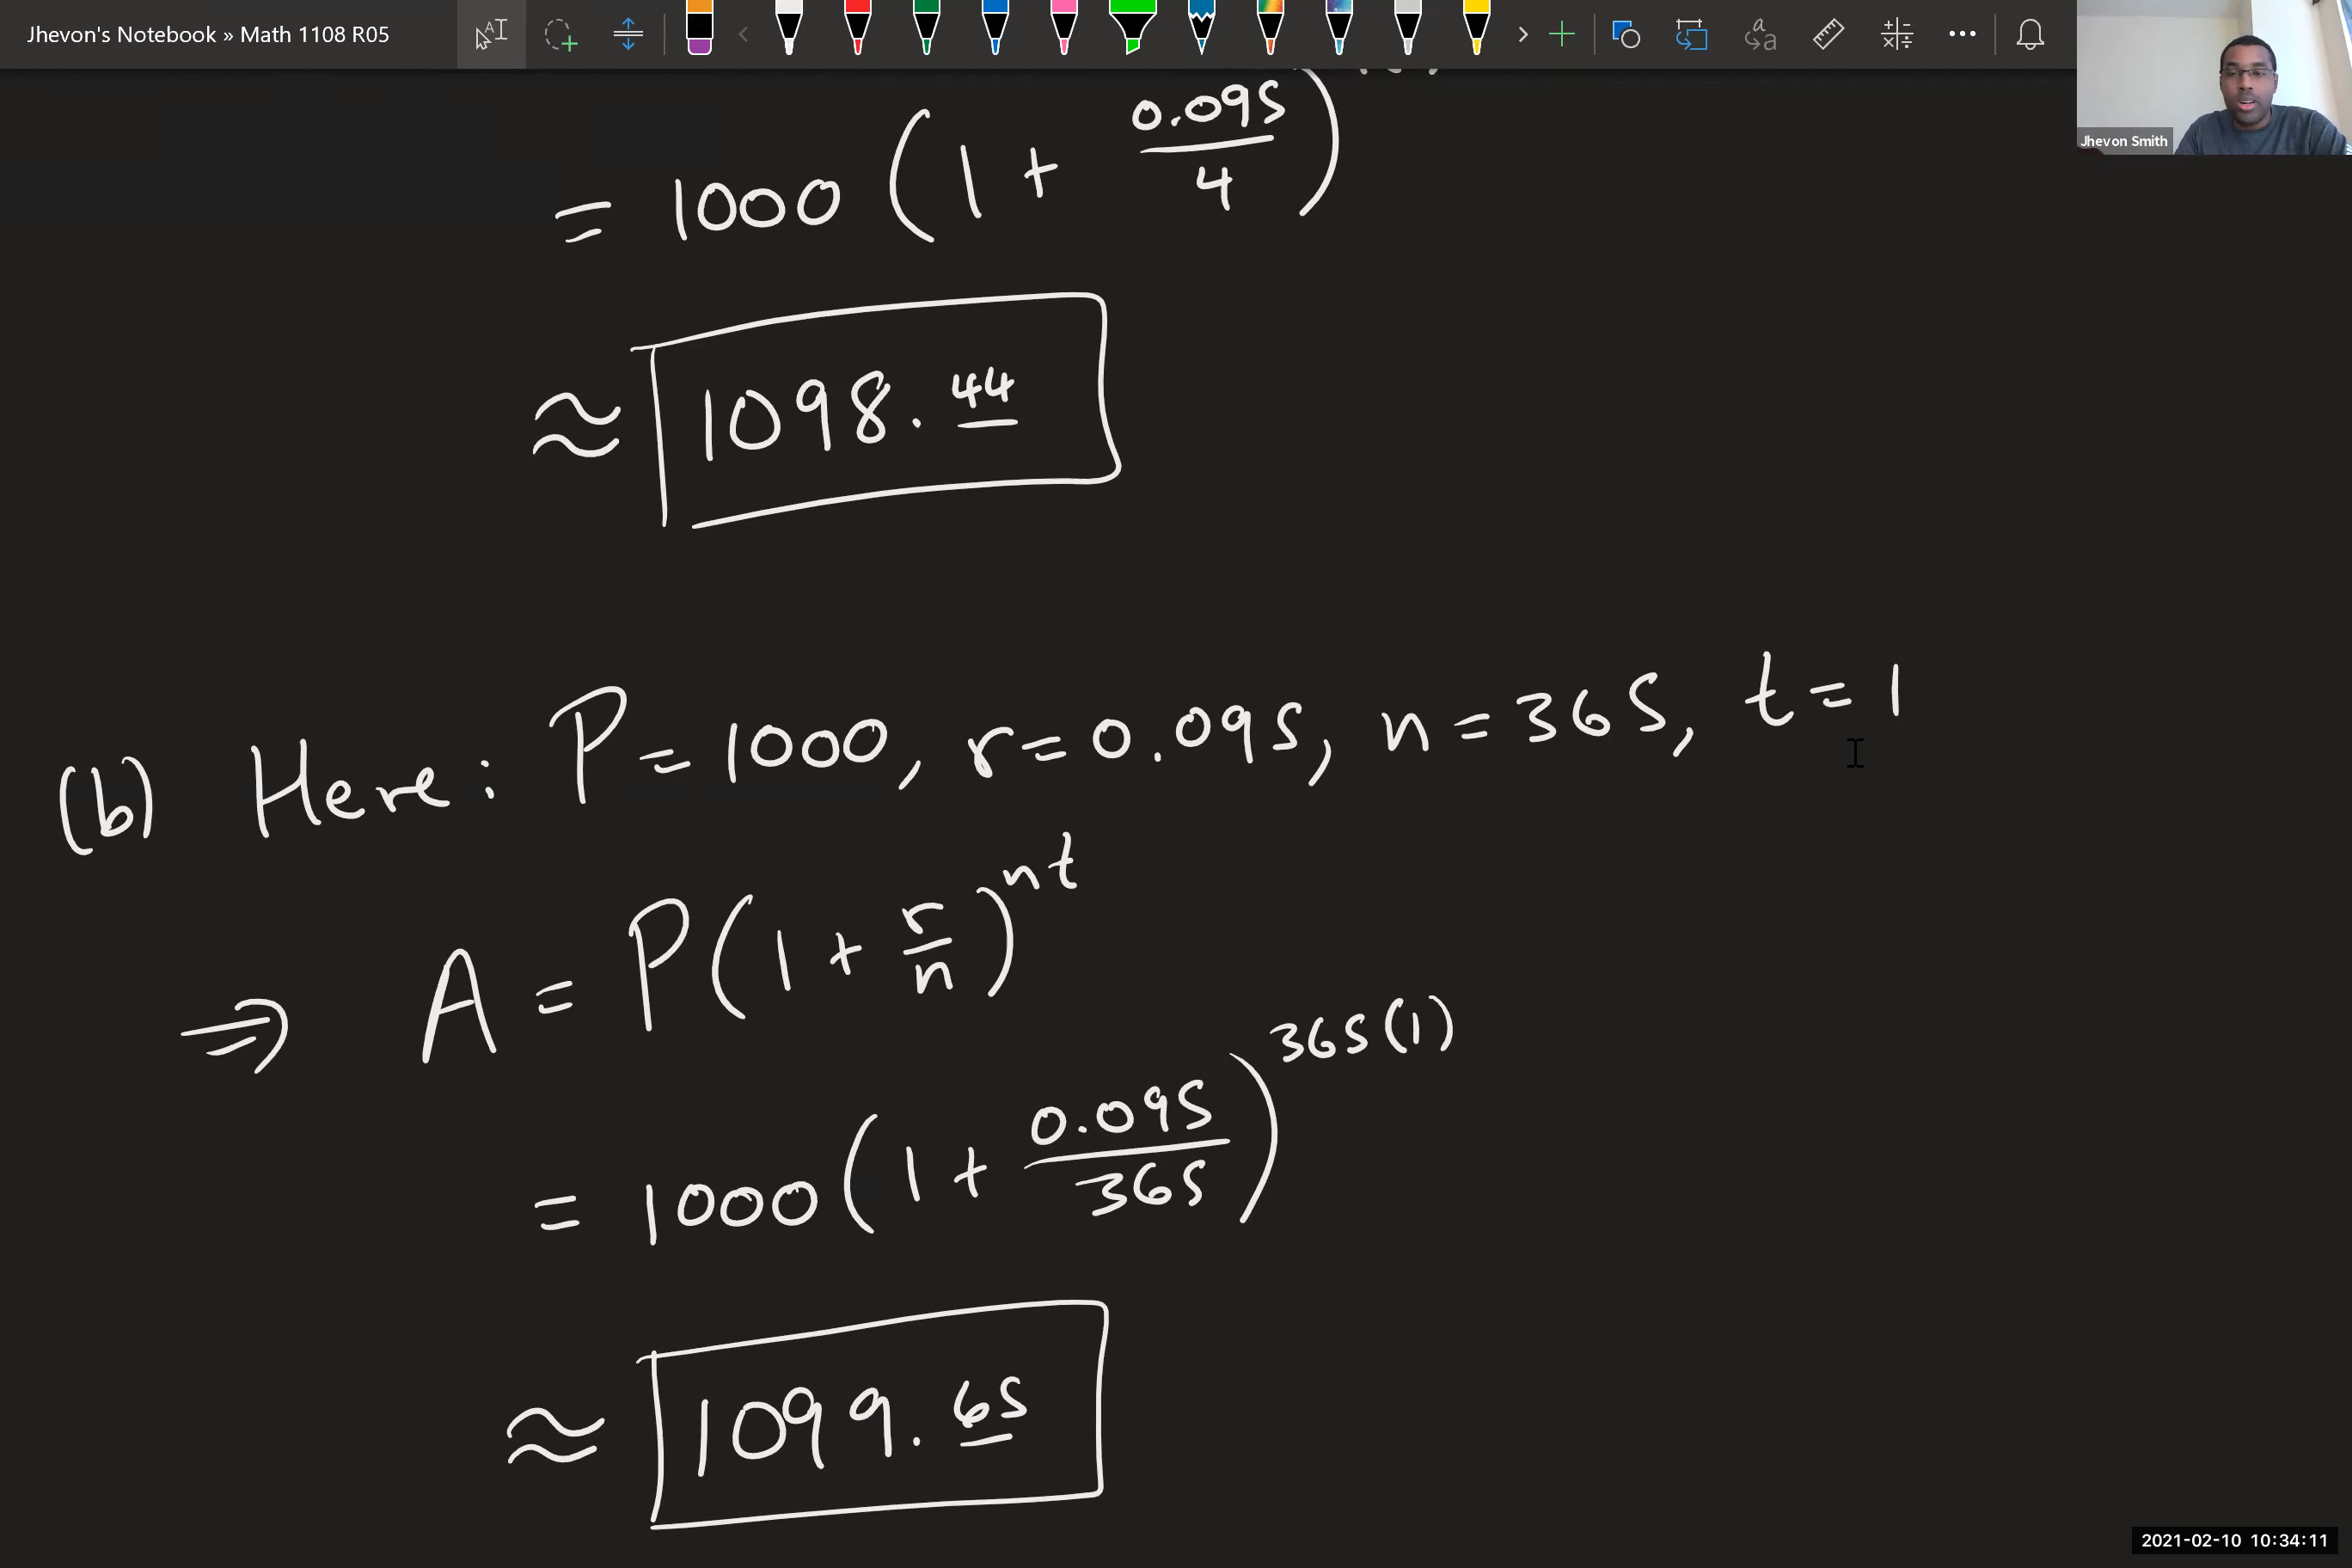 Jhevon's Notebook » Math 1108 R05
Jhevon Smith
= 1000 (1 + 0.095/4)
≈ 1098.44
(b) Here: P = 1000, r = 0.095, n = 365, t = 1
⇒ A = P(1 + r/n)^nt
= 1000(1 + 0.095/365)^365(1)
≈ 1099.65
2021-02-10 10:34:11